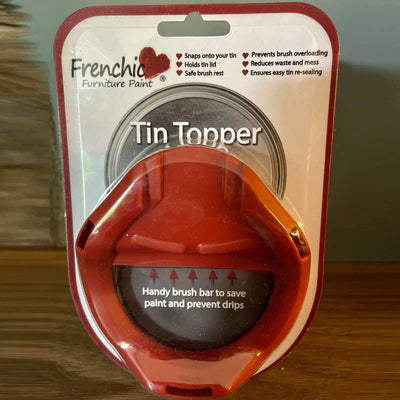 Frenchic
Furniture Paint ®
♥ Snaps onto your tin
♥ Holds tin lid
♥ Safe brush rest
♥ Prevents brush overloading
♥ Reduces waste and mess
♥ Ensures easy tin re-sealing
Tin Topper
Handy brush bar to save
paint and prevent drips